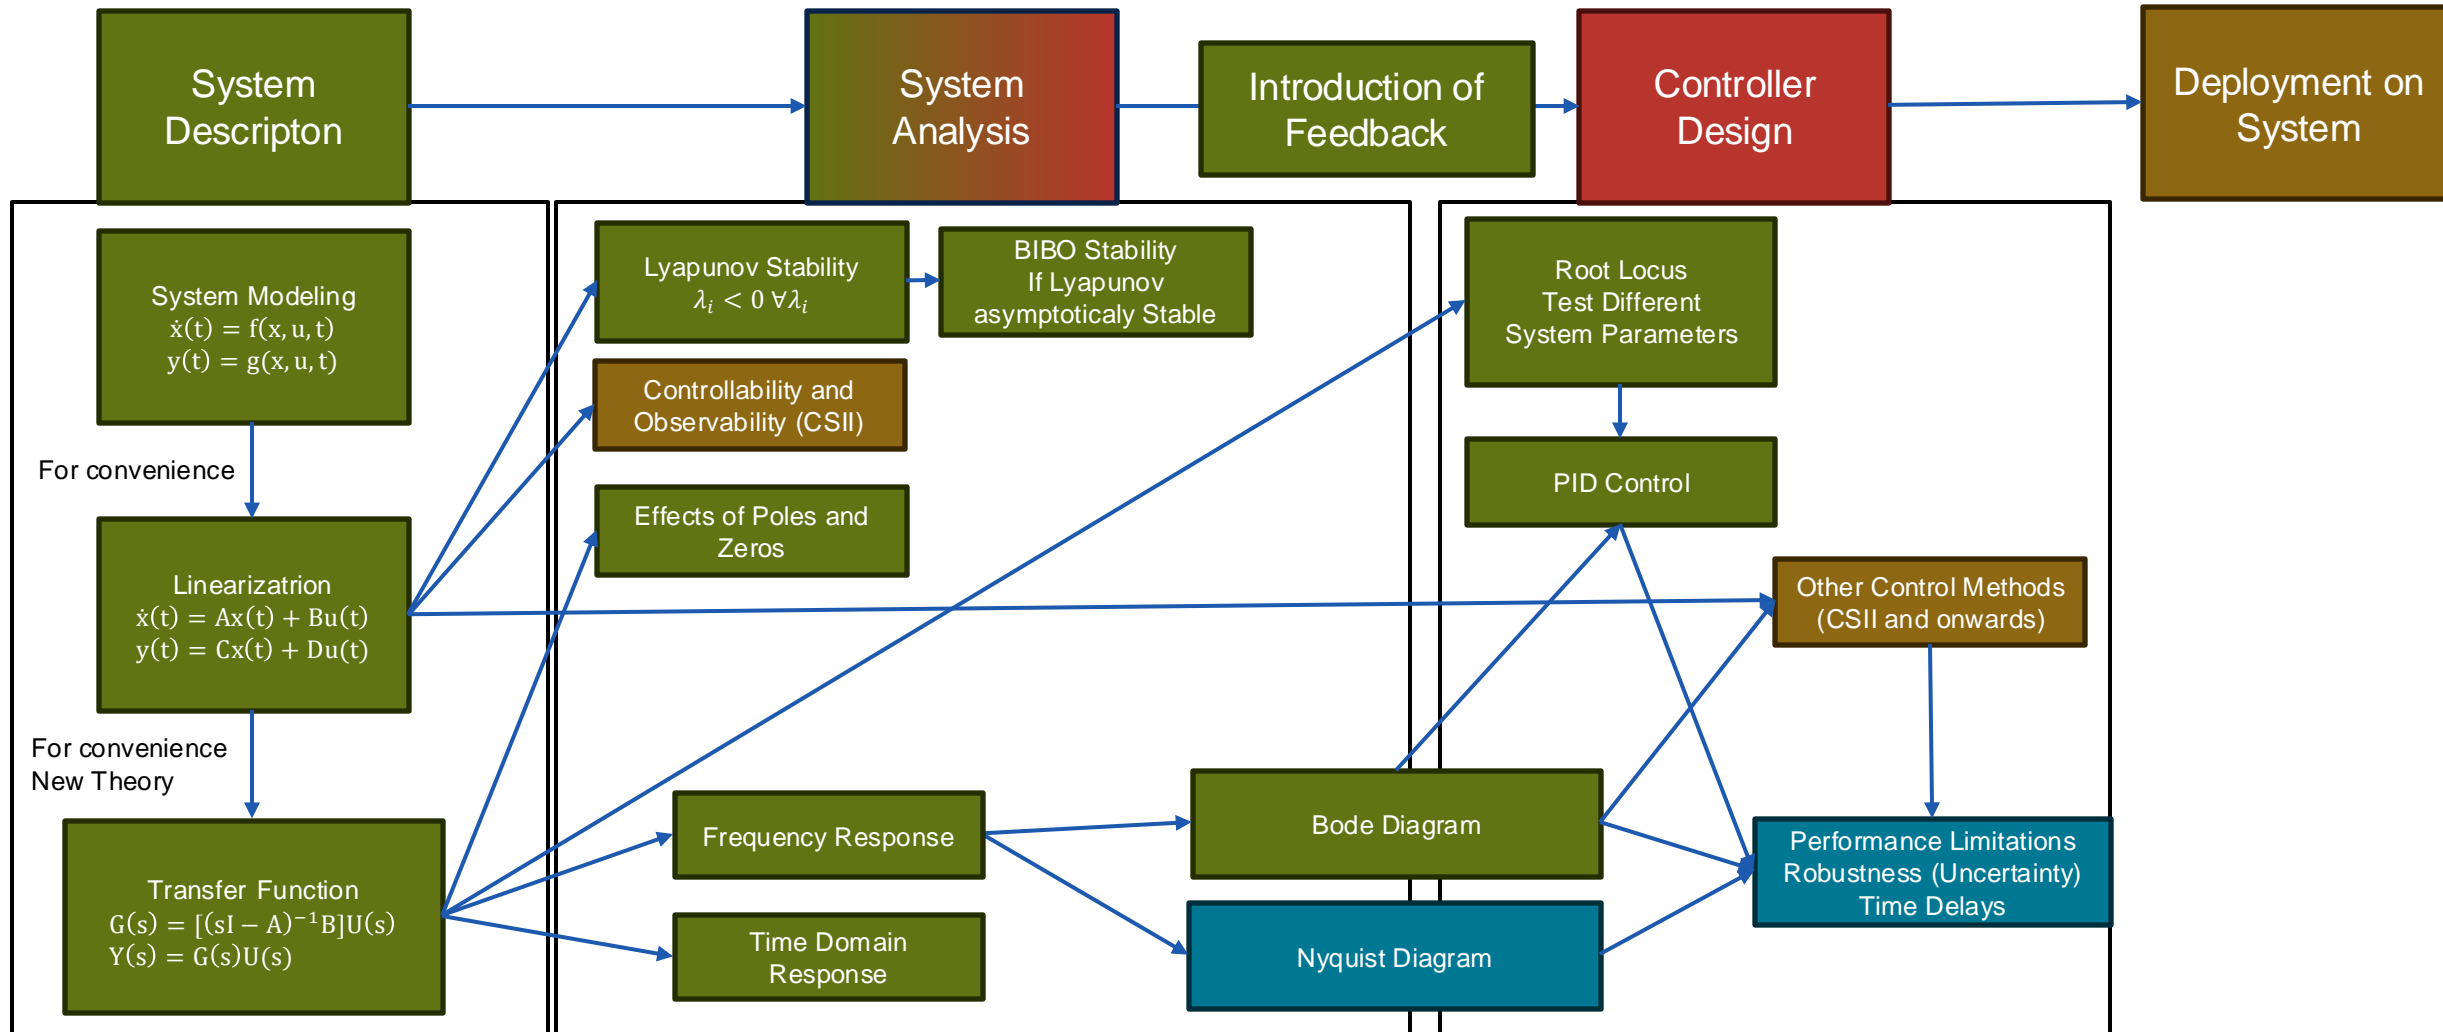 System
Descripton
System
Analysis
Introduction of
Feedback
Controller
Design
Deployment on
System
System Modeling
ẋ(t) = f(x, u, t)
y(t) = g(x, u, t)
For convenience
Linearizatrion
ẋ(t) = Ax(t) + Bu(t)
y(t) = Cx(t) + Du(t)
For convenience
New Theory
Transfer Function
G(s) = [(sI − A)⁻¹B]U(s)
Y(s) = G(s)U(s)
Lyapunov Stability
λᵢ < 0 ∀λᵢ
BIBO Stability
If Lyapunov
asymptoticaly Stable
Controllability and
Observability (CSII)
Effects of Poles and
Zeros
Frequency Response
Time Domain
Response
Bode Diagram
Nyquist Diagram
Root Locus
Test Different
System Parameters
PID Control
Other Control Methods
(CSII and onwards)
Performance Limitations
Robustness (Uncertainty)
Time Delays